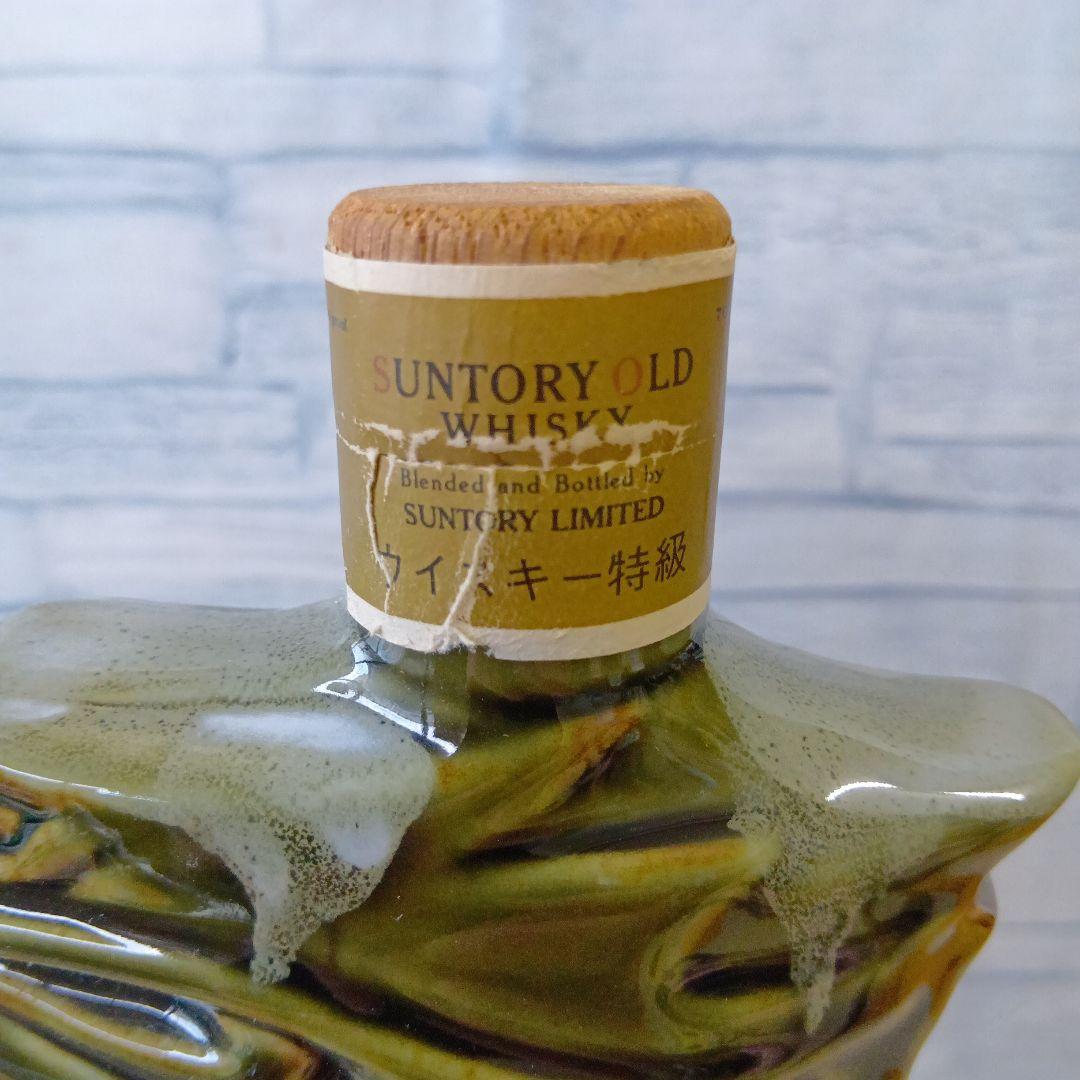 SUNTORY OLD
WHISKY
Blended and Bottled by
SUNTORY LIMITED
ウイスキー特級